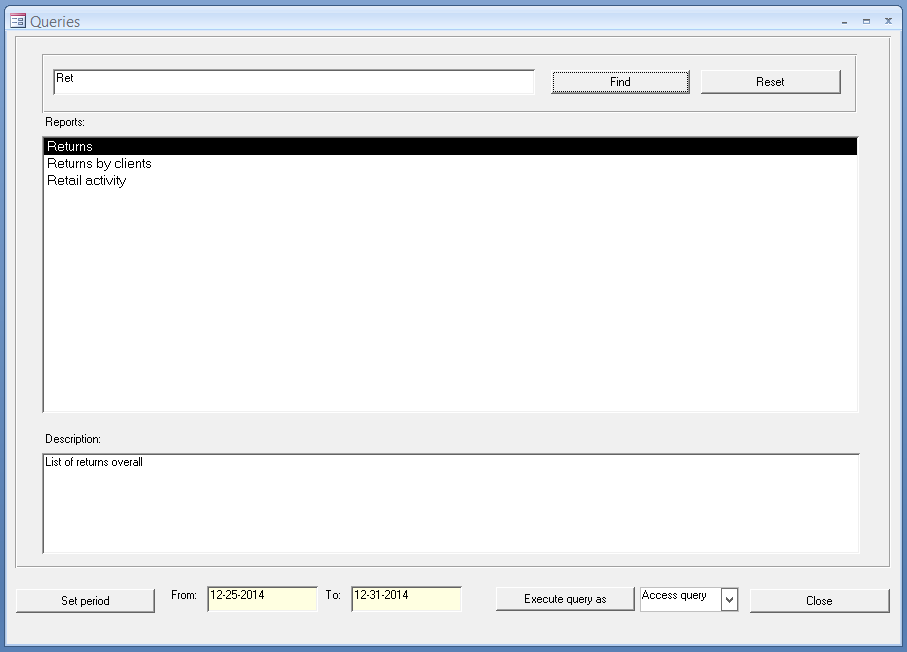 Queries
Ret
Find
Reset
Reports:
Returns
Returns by clients
Retail activity
Description:
List of returns overall
Set period
From:
12-25-2014
To:
12-31-2014
Execute query as
Access query
Close